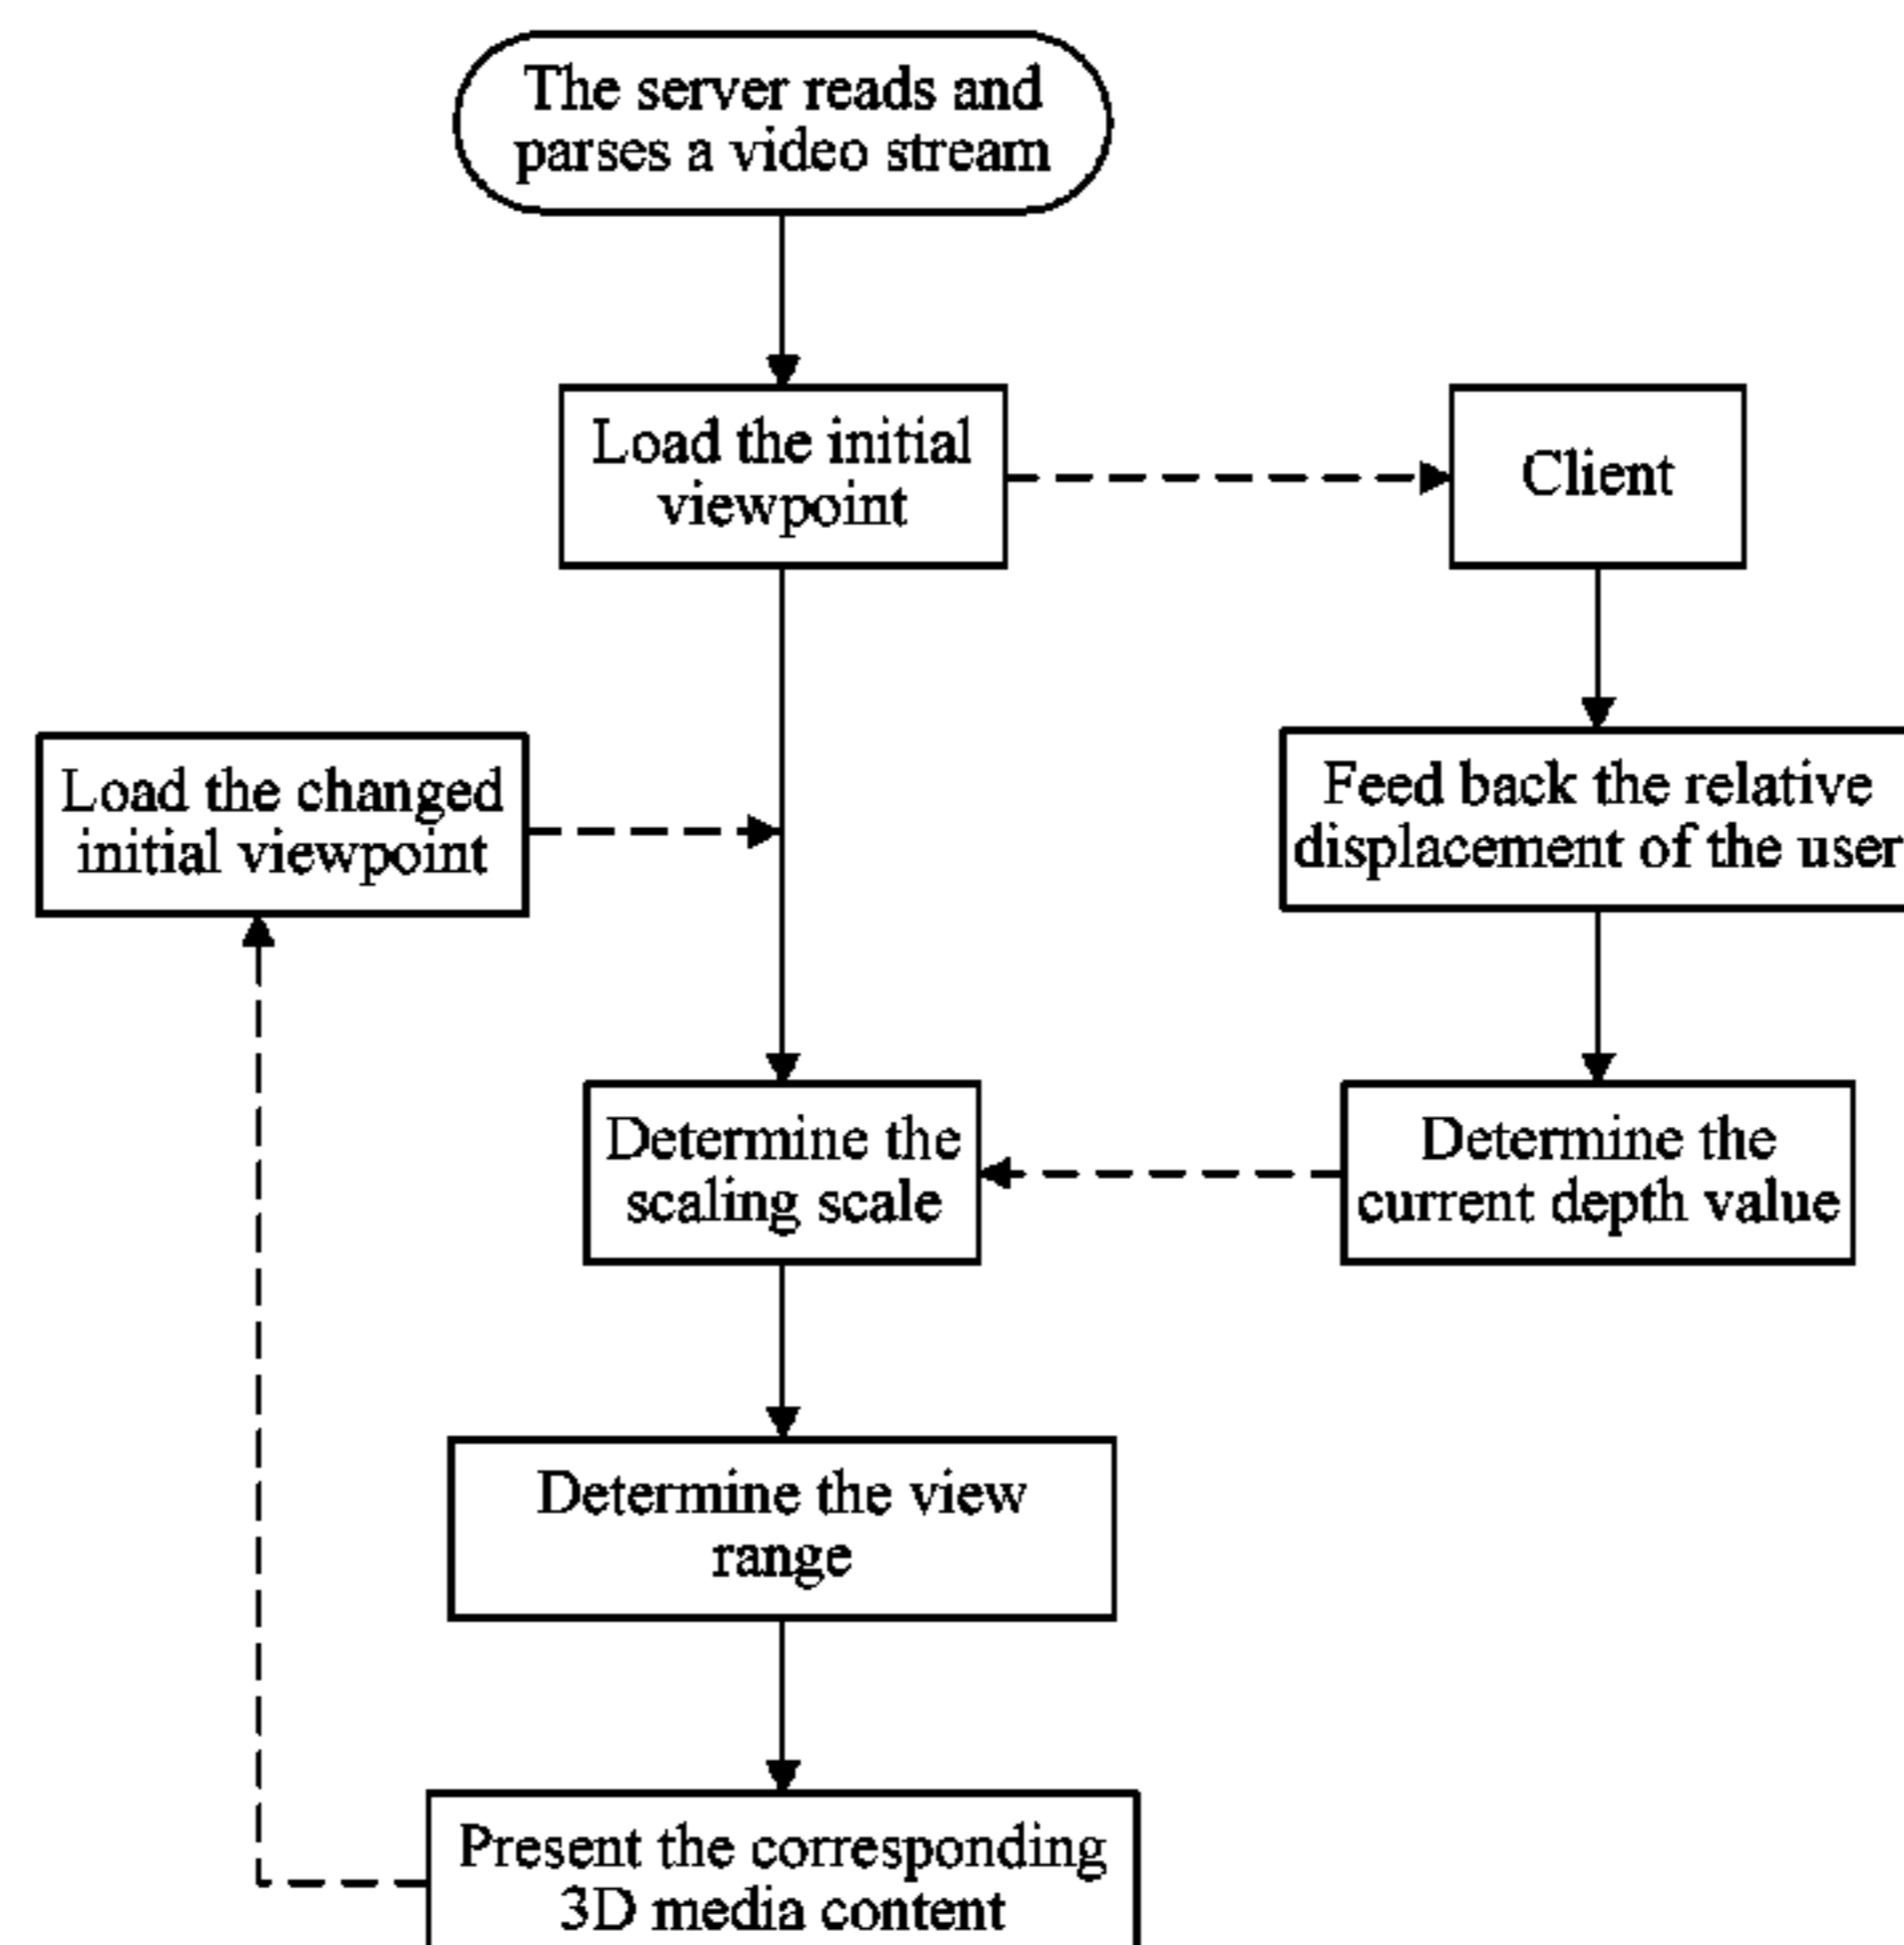 The server reads and
parses a video stream
Load the initial
viewpoint
Client
Load the changed
initial viewpoint
Feed back the relative
displacement of the user
Determine the
scaling scale
Determine the
current depth value
Determine the view
range
Present the corresponding
3D media content